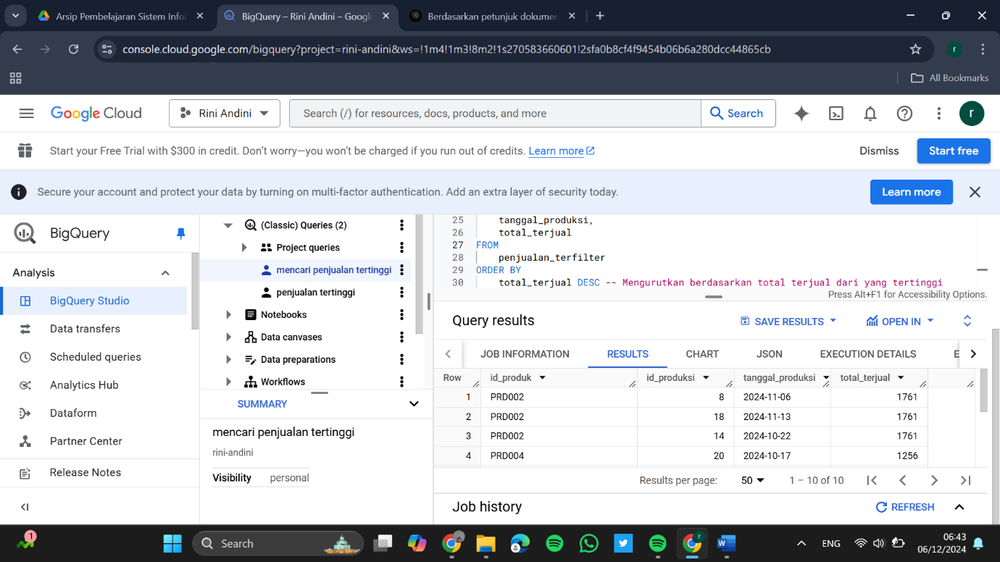 Arsip Pembelajaran Sistem Info
BigQuery – Rini Andini – Googl
Berdasarkan petunjuk dokumen
console.cloud.google.com/bigquery?project=rini-andini&ws=!1m4!1m3!8m2!1s270583660601!2sfa0b8cf4f9454b06b6a280dcc44865cb
r
All Bookmarks
Google Cloud
Rini Andini
Search (/) for resources, docs, products, and more
Search
r
Start your Free Trial with $300 in credit. Don’t worry—you won’t be charged if you run out of credits. Learn more
Dismiss
Start free
Secure your account and protect your data by turning on multi-factor authentication. Add an extra layer of security today.
Learn more
BigQuery
Analysis
BigQuery Studio
Data transfers
Scheduled queries
Analytics Hub
Dataform
Partner Center
Release Notes
(Classic) Queries (2)
Project queries
mencari penjualan tertinggi
penjualan tertinggi
Notebooks
Data canvases
Data preparations
Workflows
SUMMARY
mencari penjualan tertinggi
rini-andini
Visibility personal
25 tanggal_produksi,
26 total_terjual
27 FROM
28 penjualan_terfilter
29 ORDER BY
30 total_terjual DESC -- Mengurutkan berdasarkan total terjual dari yang tertinggi
Press Alt+F1 for Accessibility Options.
Query results
SAVE RESULTS
OPEN IN
JOB INFORMATION RESULTS CHART JSON EXECUTION DETAILS E
Row id_produk id_produksi tanggal_produksi total_terjual
1 PRD002 8 2024-11-06 1761
2 PRD002 18 2024-11-13 1761
3 PRD002 14 2024-10-22 1761
4 PRD004 20 2024-10-17 1256
Results per page: 50 1 – 10 of 10
Job history
REFRESH
1
Search
ENG
06:43
06/12/2024